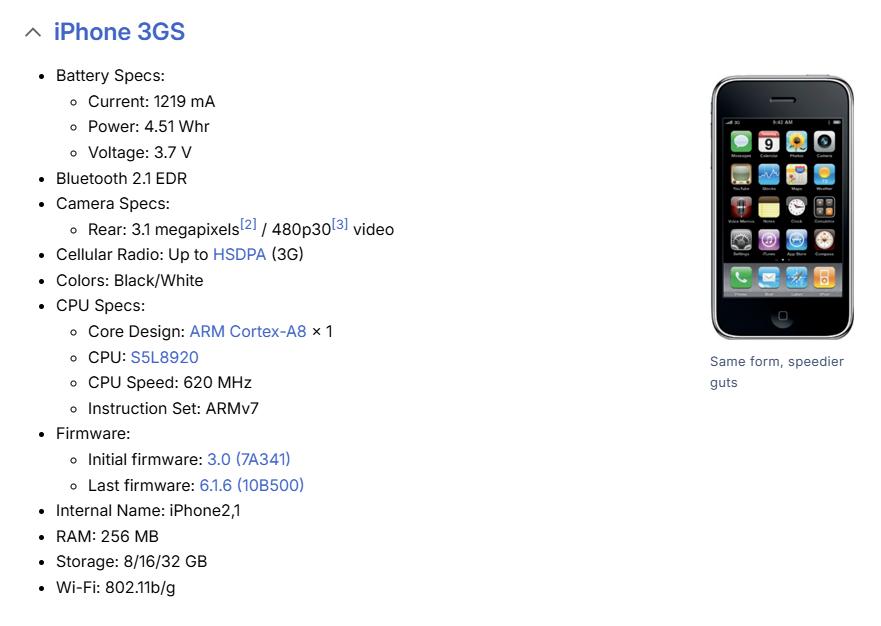 iPhone 3GS
Battery Specs:
Current: 1219 mA
Power: 4.51 Whr
Voltage: 3.7 V
Bluetooth 2.1 EDR
Camera Specs:
Rear: 3.1 megapixels[2] / 480p30[3] video
Cellular Radio: Up to HSDPA (3G)
Colors: Black/White
CPU Specs:
Core Design: ARM Cortex-A8 × 1
CPU: S5L8920
CPU Speed: 620 MHz
Instruction Set: ARMv7
Firmware:
Initial firmware: 3.0 (7A341)
Last firmware: 6.1.6 (10B500)
Internal Name: iPhone2,1
RAM: 256 MB
Storage: 8/16/32 GB
Wi-Fi: 802.11b/g
3G 9:42 AM
9
Messages Calendar Photos Camera
YouTube Stocks Maps Weather
Voice Memos Notes Clock Calculator
Settings iTunes App Store Compass
Phone Mail Safari iPod
Same form, speedier
guts